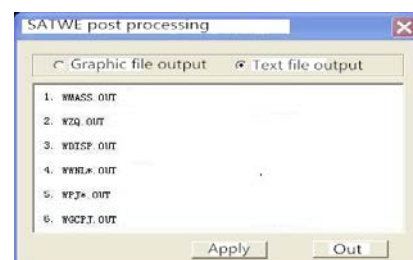 SATWE post processing
Graphic file output Text file output
1. WMASS.OUT
2. WZQ.OUT
3. WDISP.OUT
4. WWNL*.OUT
5. WPJ*.OUT
6. WGCPJ.OUT
Apply Out